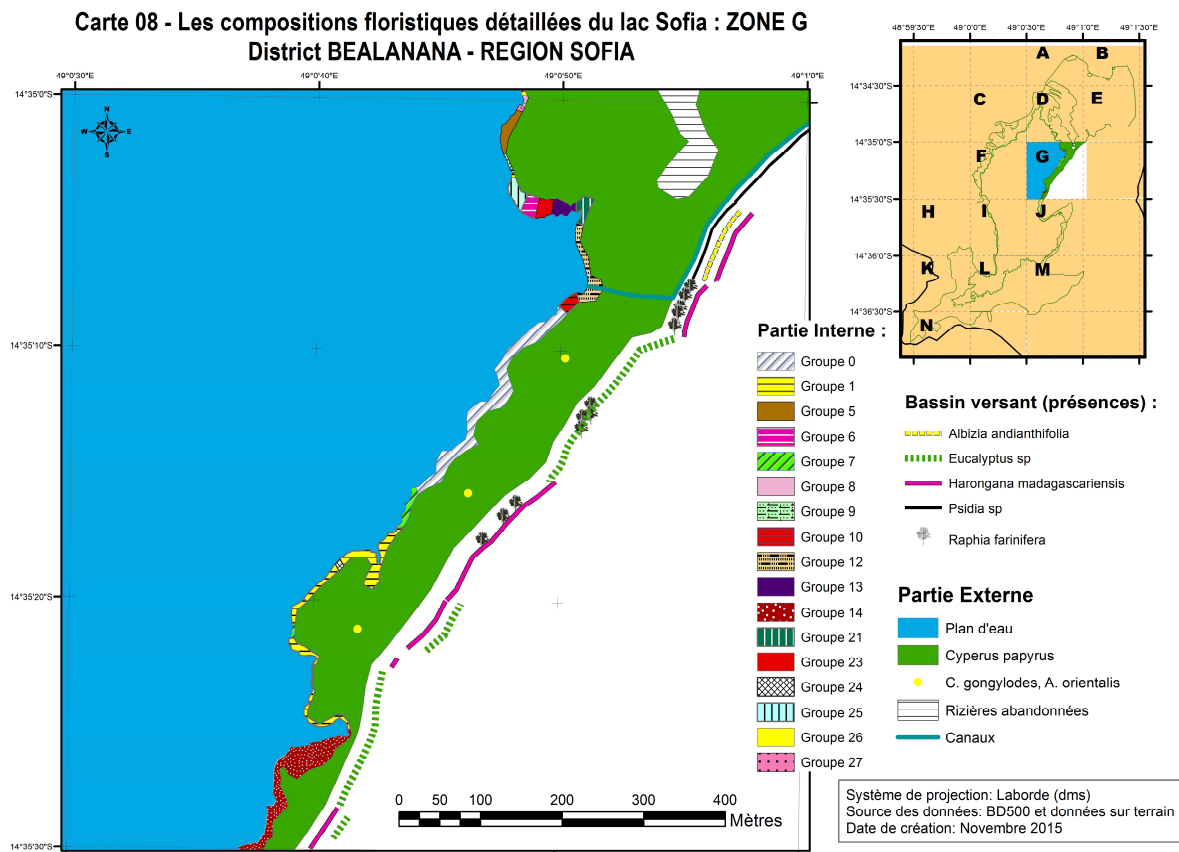 Carte 08 - Les compositions floristiques détaillées du lac Sofia : ZONE G
District BEALANANA - REGION SOFIA
49°0'30"E 49°0'40"E 49°0'50"E 49°1'0"E
14°35'0"S
14°35'10"S
14°35'20"S
14°35'30"S
N
W E
S
48°59'30"E 49°0'0"E 49°0'30"E 49°1'0"E 49°1'30"E
14°34'30"S
14°35'0"S
14°35'30"S
14°36'0"S
14°36'30"S
A B
C D E
F G
H I J
K L M
N
Partie Interne :
Groupe 0
Groupe 1
Groupe 5
Groupe 6
Groupe 7
Groupe 8
Groupe 9
Groupe 10
Groupe 12
Groupe 13
Groupe 14
Groupe 21
Groupe 23
Groupe 24
Groupe 25
Groupe 26
Groupe 27
Bassin versant (présences) :
Albizia andianthifolia
Eucalyptus sp
Harongana madagascariensis
Psidia sp
Raphia farinifera
Partie Externe
Plan d'eau
Cyperus papyrus
C. gongylodes, A. orientalis
Rizières abandonnées
Canaux
0 50 100 200 300 400
Mètres
Système de projection: Laborde (dms)
Source des données: BD500 et données sur terrain
Date de création: Novembre 2015